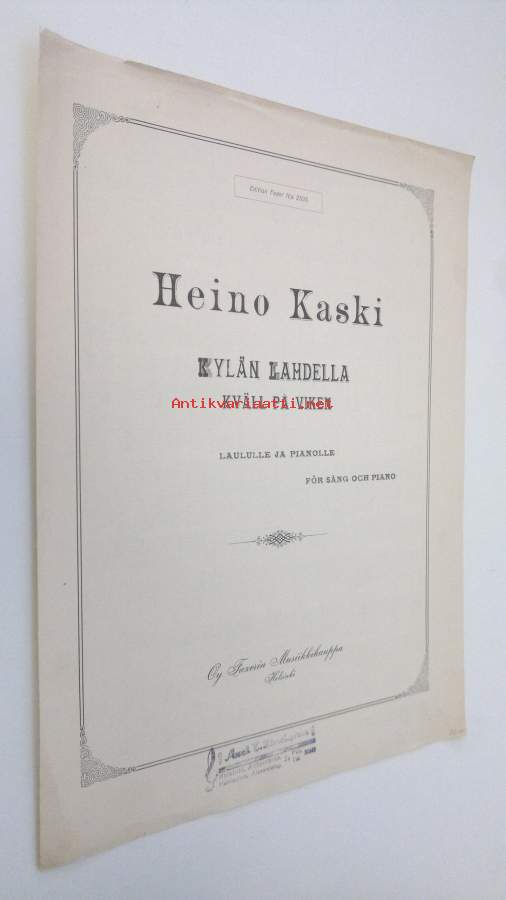 Edition Fazer No 2105
Heino Kaski
KYLÄN LAHDELLA
KVÄLL PÅ VIKEN
Antikvariaatti.net
LAULULLE JA PIANOLLE
FÖR SÅNG OCH PIANO
Oy Fazerin Musiikkikauppa
Helsinki